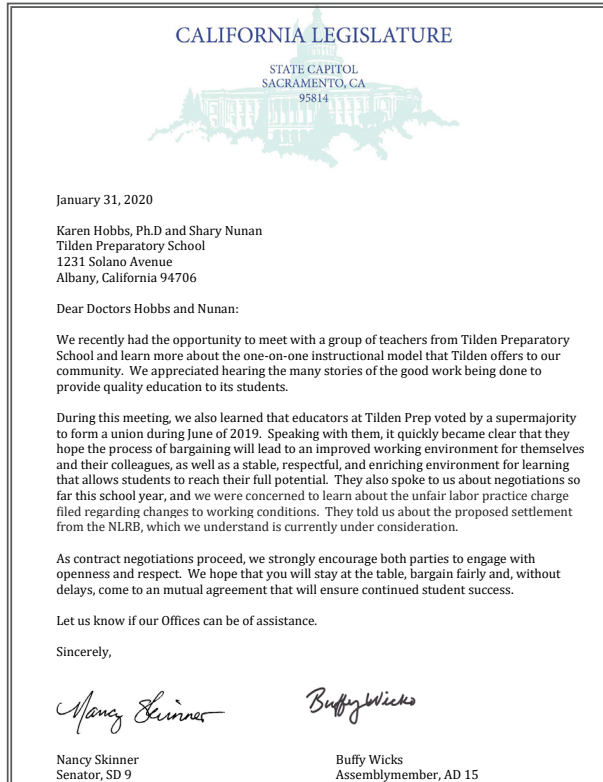 CALIFORNIA LEGISLATURE
STATE CAPITOL
SACRAMENTO, CA
95814
January 31, 2020
Karen Hobbs, Ph.D and Shary Nunan
Tilden Preparatory School
1231 Solano Avenue
Albany, California 94706
Dear Doctors Hobbs and Nunan:
We recently had the opportunity to meet with a group of teachers from Tilden Preparatory
School and learn more about the one-on-one instructional model that Tilden offers to our
community. We appreciated hearing the many stories of the good work being done to
provide quality education to its students.
During this meeting, we also learned that educators at Tilden Prep voted by a supermajority
to form a union during June of 2019. Speaking with them, it quickly became clear that they
hope the process of bargaining will lead to an improved working environment for themselves
and their colleagues, as well as a stable, respectful, and enriching environment for learning
that allows students to reach their full potential. They also spoke to us about negotiations so
far this school year, and we were concerned to learn about the unfair labor practice charge
filed regarding changes to working conditions. They told us about the proposed settlement
from the NLRB, which we understand is currently under consideration.
As contract negotiations proceed, we strongly encourage both parties to engage with
openness and respect. We hope that you will stay at the table, bargain fairly and, without
delays, come to an mutual agreement that will ensure continued student success.
Let us know if our Offices can be of assistance.
Sincerely,
Nancy Skinner Buffy Wicks
Nancy Skinner Buffy Wicks
Senator, SD 9 Assemblymember, AD 15